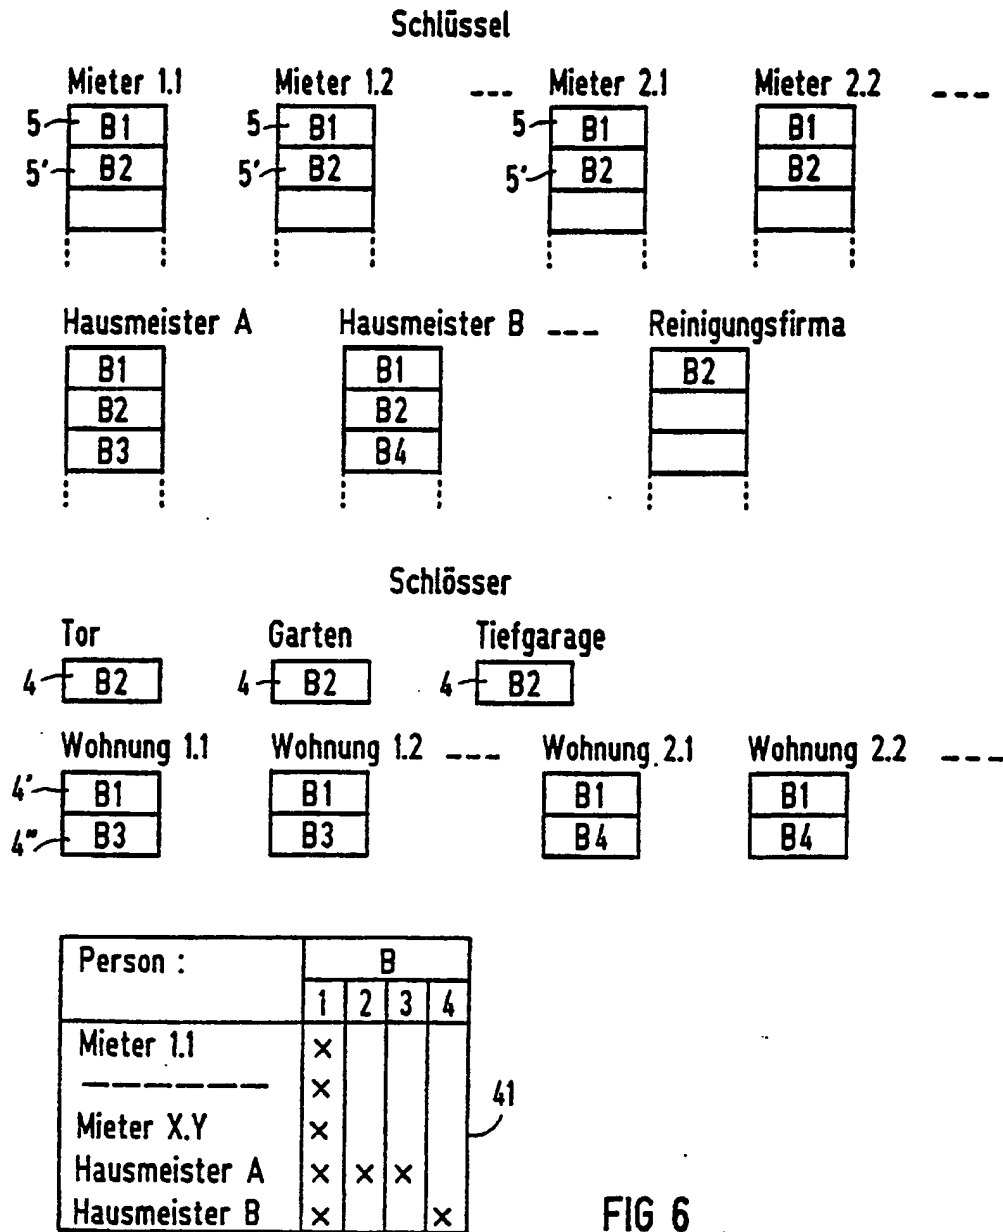 Schlüssel
Mieter 1.1 Mieter 1.2 --- Mieter 2.1 Mieter 2.2 ---
5 B1 5 B1 5 B1 B1
5' B2 5' B2 5' B2 B2
Hausmeister A Hausmeister B --- Reinigungsfirma
B1 B1 B2
B2 B2
B3 B4
Schlösser
Tor Garten Tiefgarage
4 B2 4 B2 4 B2
Wohnung 1.1 Wohnung 1.2 --- Wohnung 2.1 Wohnung 2.2 ---
4' B1 B1 B1 B1
4" B3 B3 B4 B4
Person : B
1 2 3 4
Mieter 1.1 ×
------ ×
41
Mieter X.Y ×
Hausmeister A × × ×
Hausmeister B × ×
FIG 6